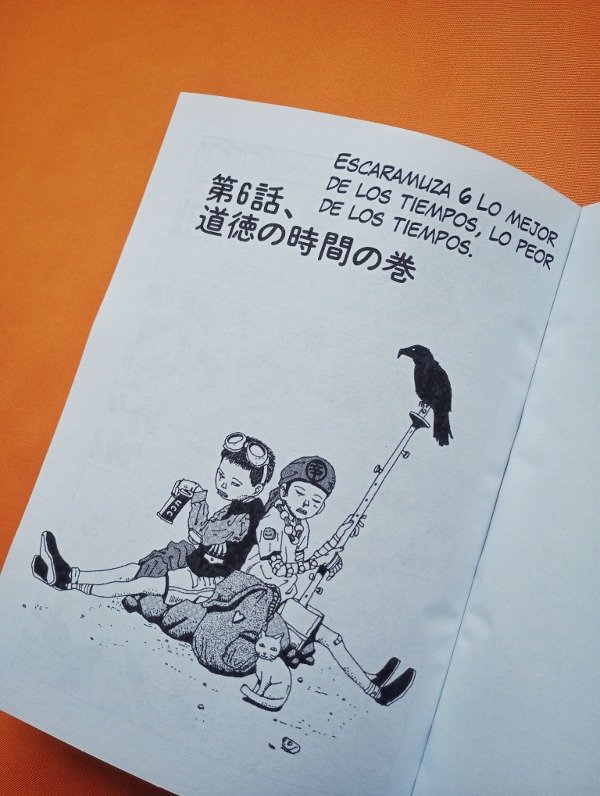 ESCARAMUZA 6 LO MEJOR
DE LOS TIEMPOS, LO PEOR
DE LOS TIEMPOS.
第6話、
道徳の時間の巻
UCC